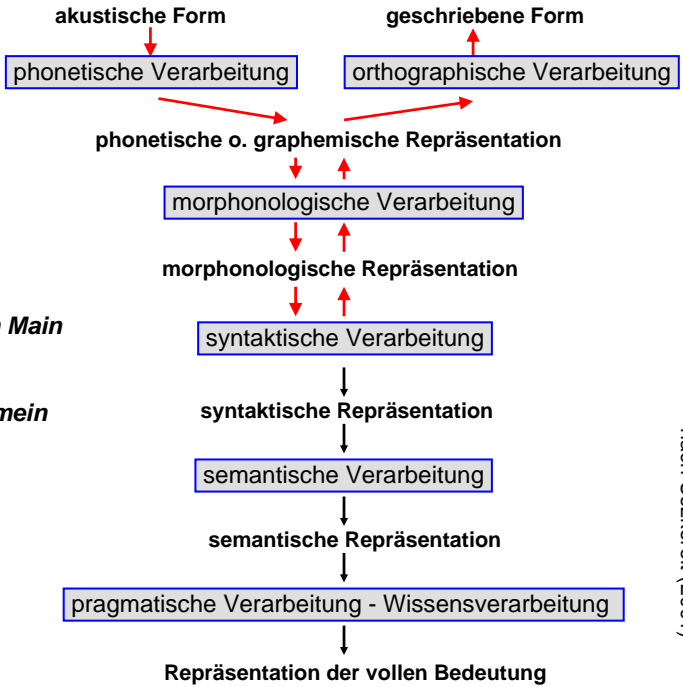 akustische Form
geschriebene Form
phonetische Verarbeitung
orthographische Verarbeitung
phonetische o. graphemische Repräsentation
morphonologische Verarbeitung
morphonologische Repräsentation
Main
syntaktische Verarbeitung
mein
syntaktische Repräsentation
semantische Verarbeitung
semantische Repräsentation
pragmatische Verarbeitung - Wissensverarbeitung
Repräsentation der vollen Bedeutung